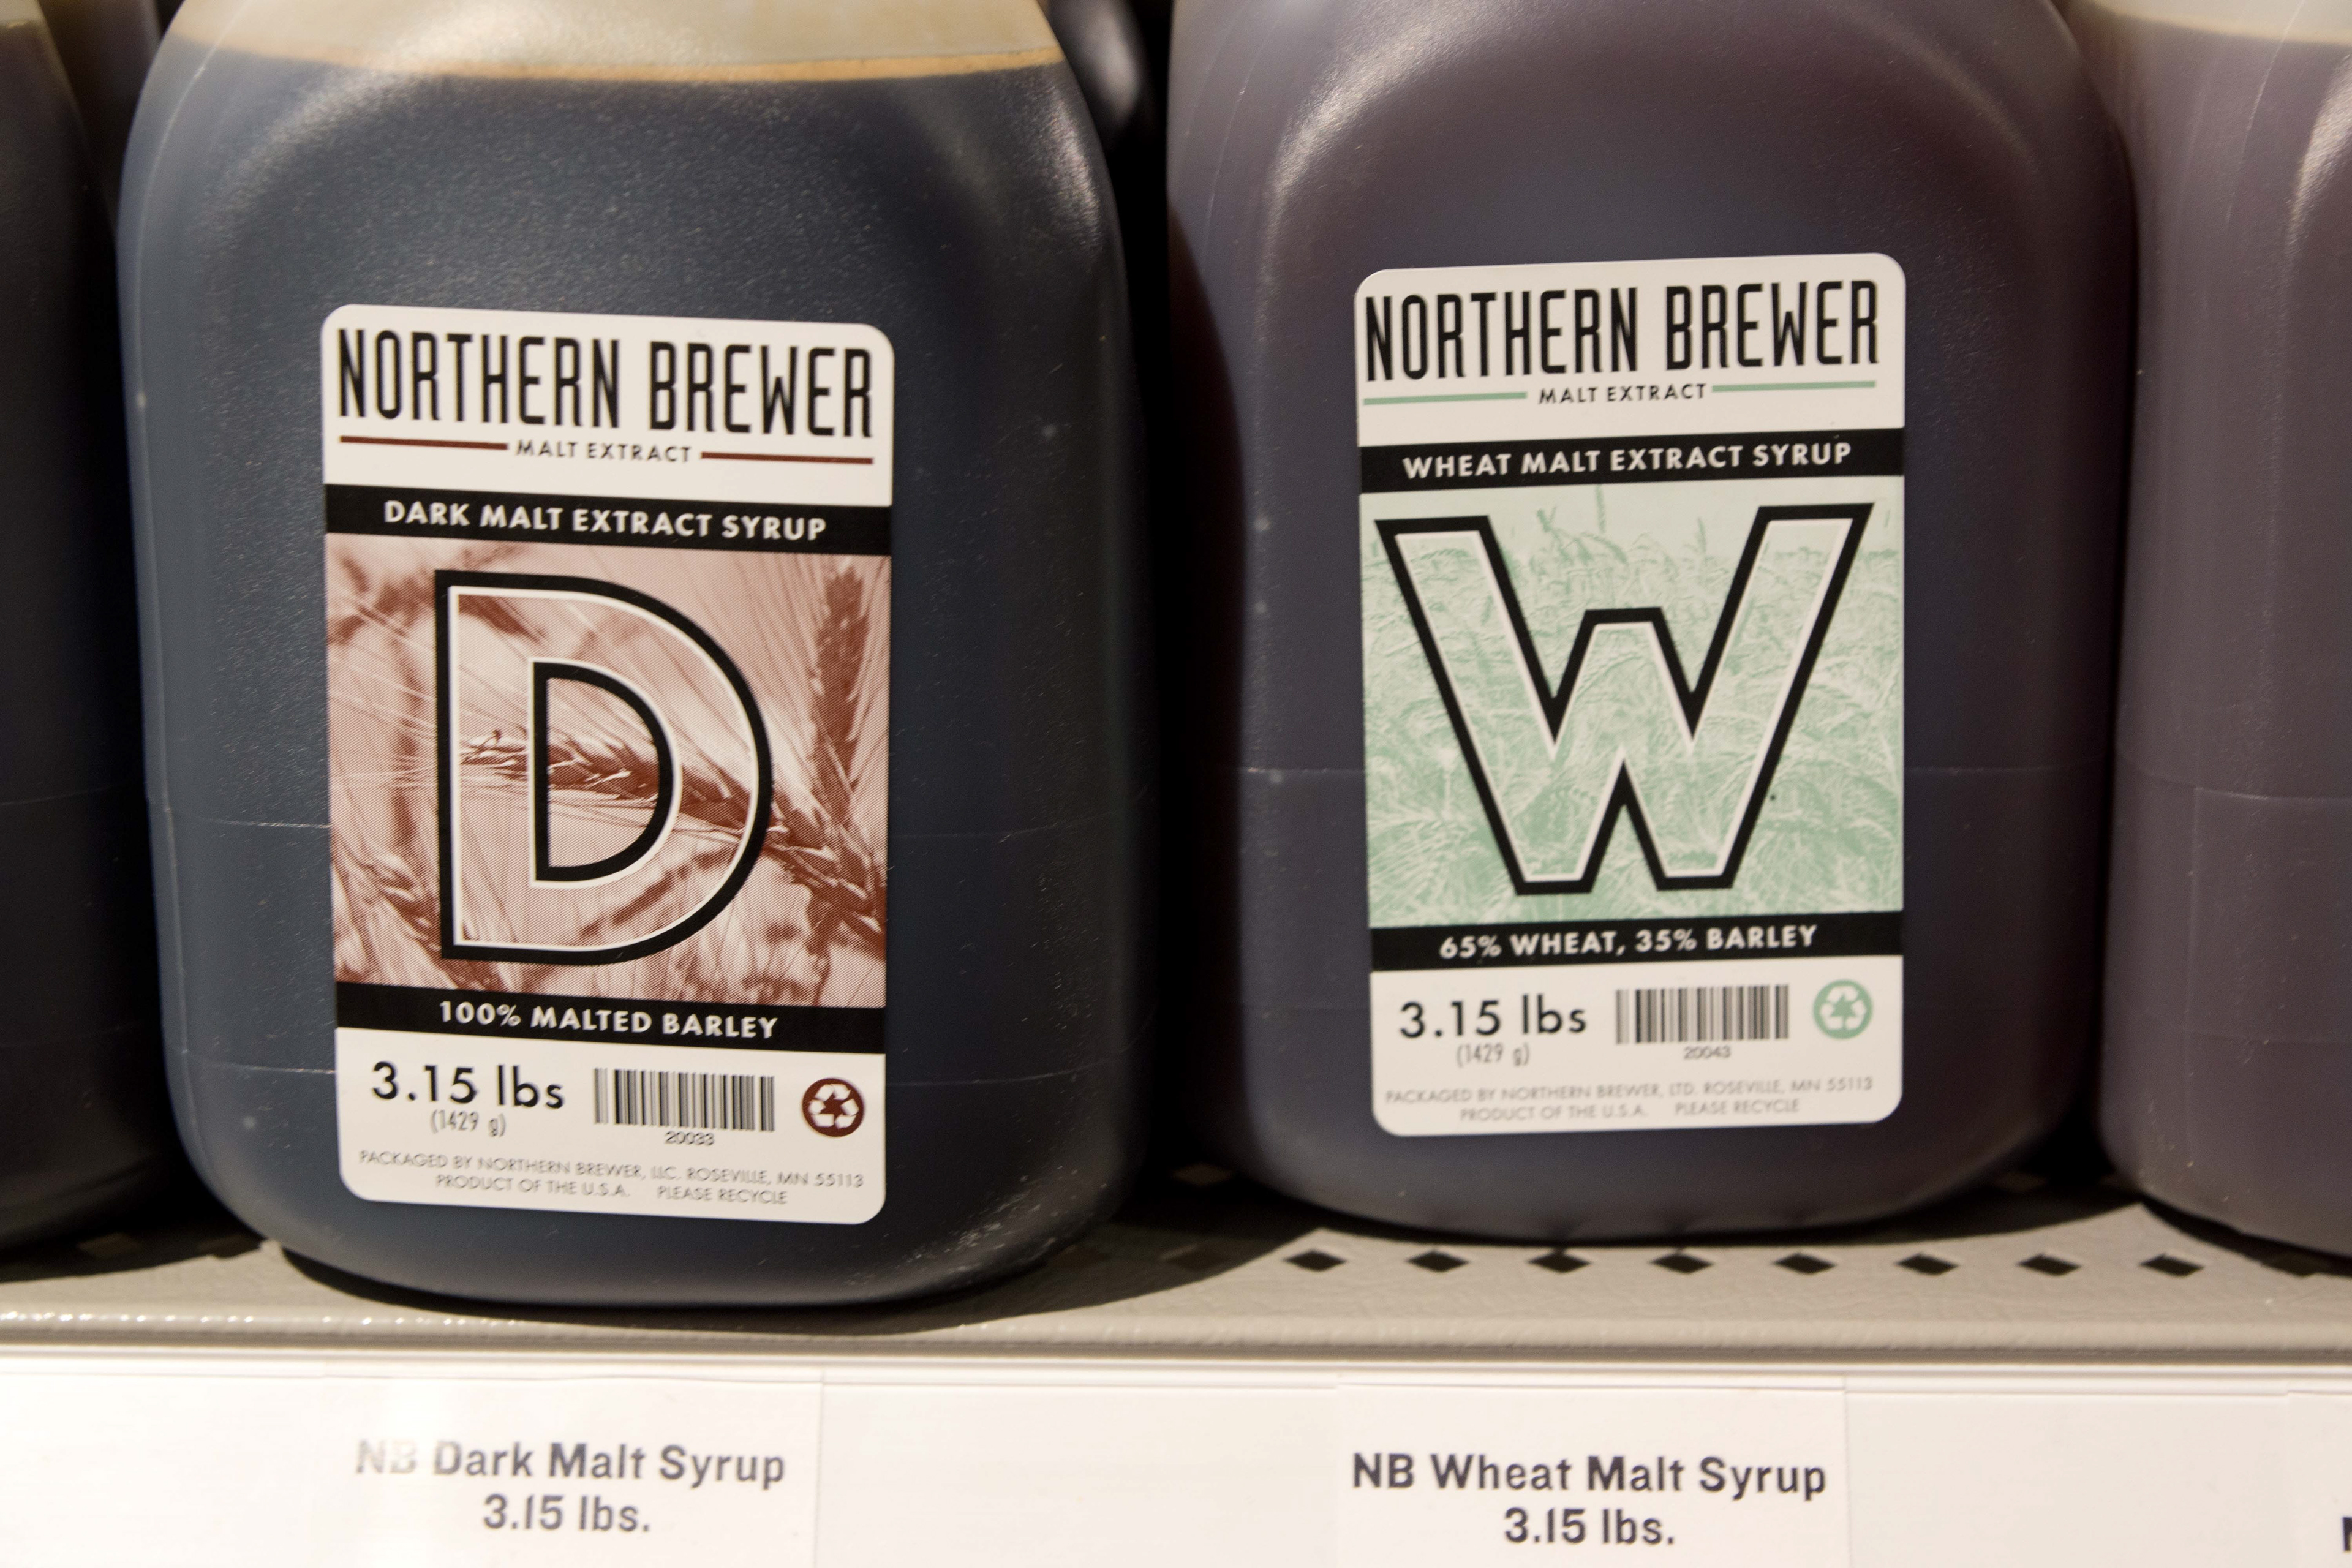 NORTHERN BREWER
MALT EXTRACT
DARK MALT EXTRACT SYRUP
D
100% MALTED BARLEY
3.15 lbs
(1429 g)
20033
PACKAGED BY NORTHERN BREWER, LLC. ROSEVILLE, MN 55113
PRODUCT OF THE U.S.A. PLEASE RECYCLE
NORTHERN BREWER
MALT EXTRACT
WHEAT MALT EXTRACT SYRUP
W
65% WHEAT, 35% BARLEY
3.15 lbs
(1429 g)
20043
PACKAGED BY NORTHERN BREWER, LTD. ROSEVILLE, MN 55113
PRODUCT OF THE U.S.A. PLEASE RECYCLE
NB Dark Malt Syrup
3.15 lbs.
NB Wheat Malt Syrup
3.15 lbs.